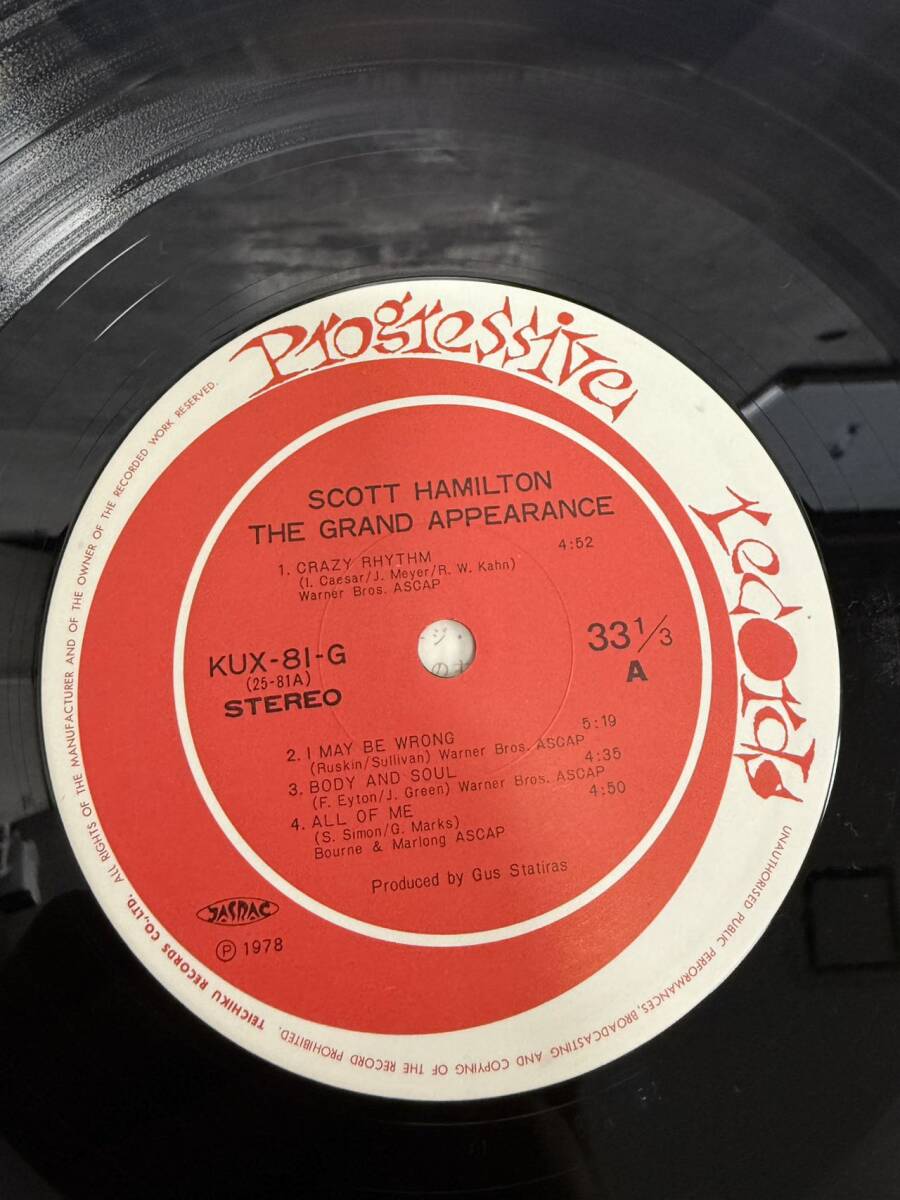 Progressive
records
SCOTT HAMILTON
THE GRAND APPEARANCE
1. CRAZY RHYTHM 4:52
(I. Caesar/J. Meyer/R. W. Kahn)
Warner Bros. ASCAP
KUX-81-G
(25-81A)
STEREO
33 1/3
A
2. I MAY BE WRONG 5:19
(Ruskin/Sullivan) Warner Bros. ASCAP
3. BODY AND SOUL 4:35
(F. Eyton/J. Green) Warner Bros. ASCAP
4. ALL OF ME 4:50
(S. Simon/G. Marks)
Bourne & Marlong ASCAP
Produced by Gus Statiras
JASRAC
Ⓟ 1978
TEICHIKU RECORDS CO.,LTD. ALL RIGHTS OF THE MANUFACTURER AND OF THE OWNER OF THE RECORDED WORK RESERVED.
UNAUTHORISED PUBLIC PERFORMANCES, BROADCASTING AND COPYING OF THE RECORD PROHIBITED.